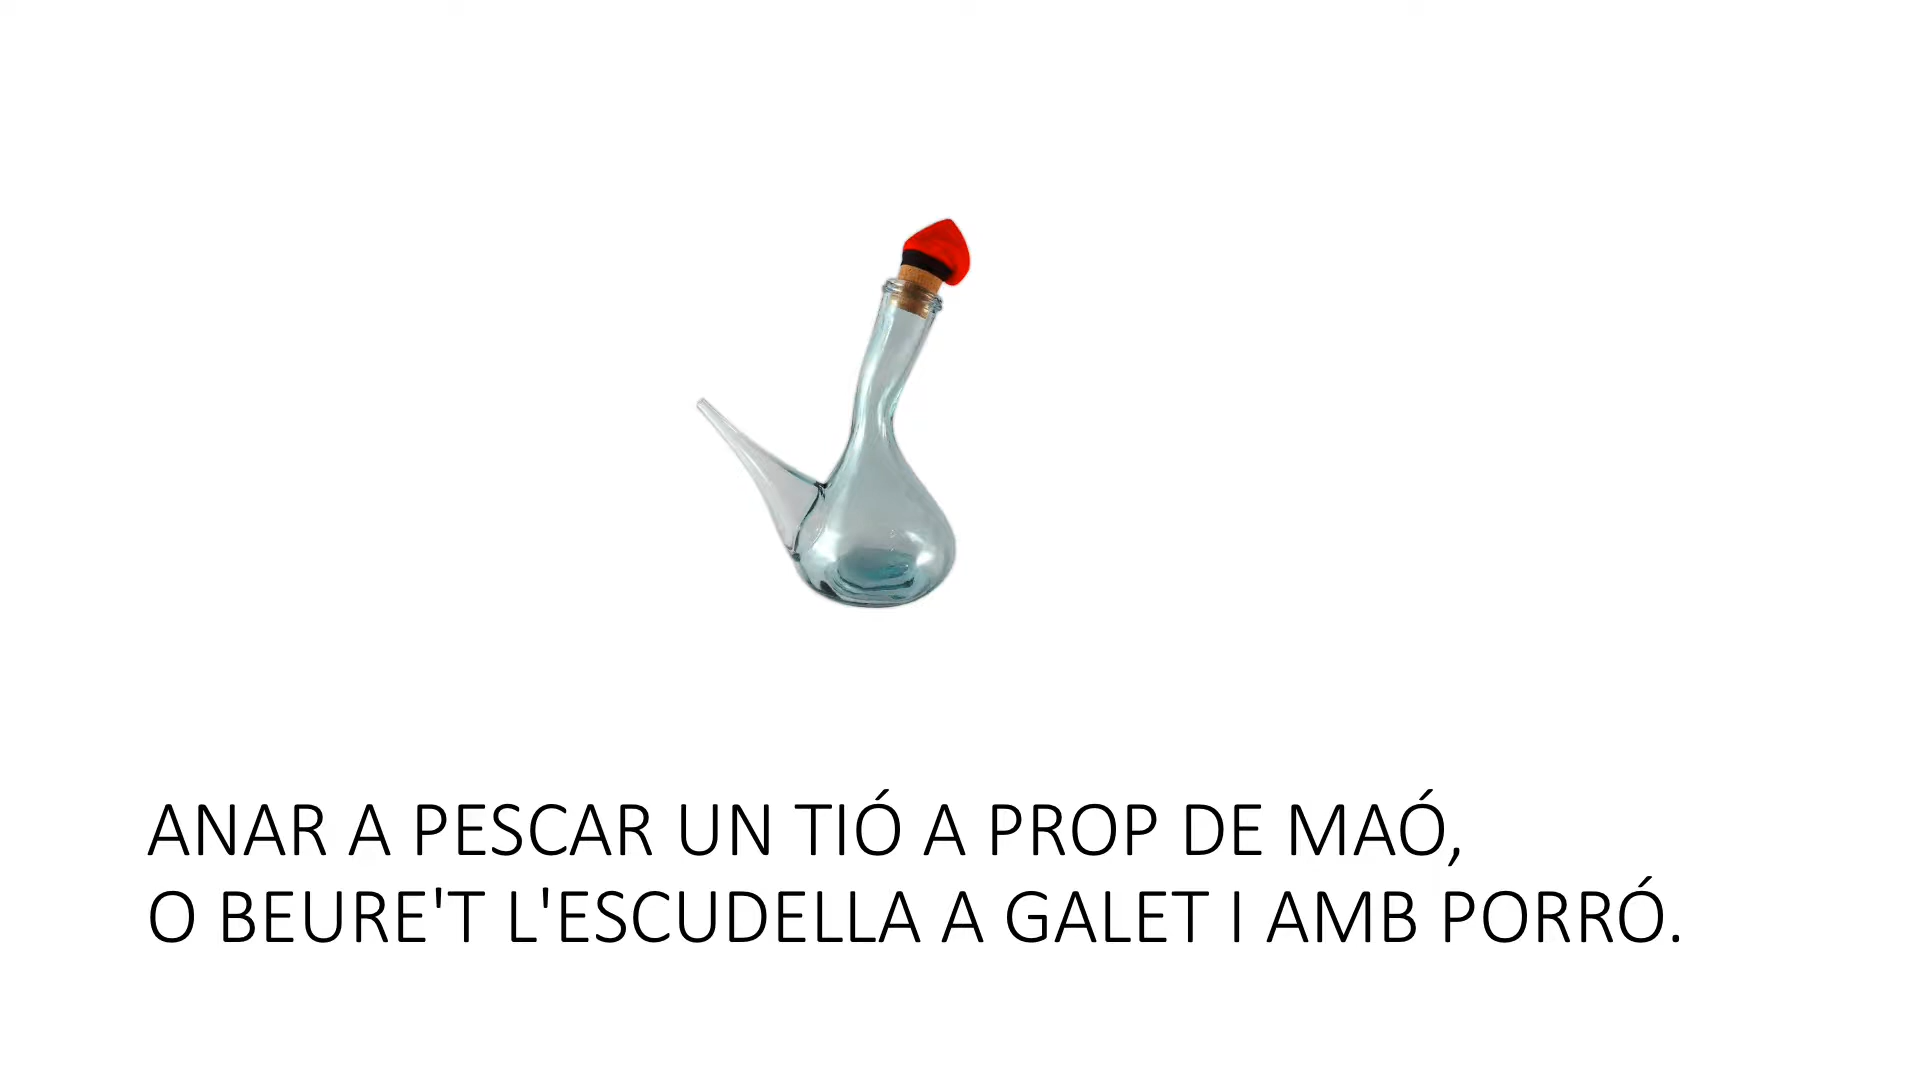 ANAR A PESCAR UN TIÓ A PROP DE MAÓ,
O BEURE'T L'ESCUDELLA A GALET I AMB PORRÓ.